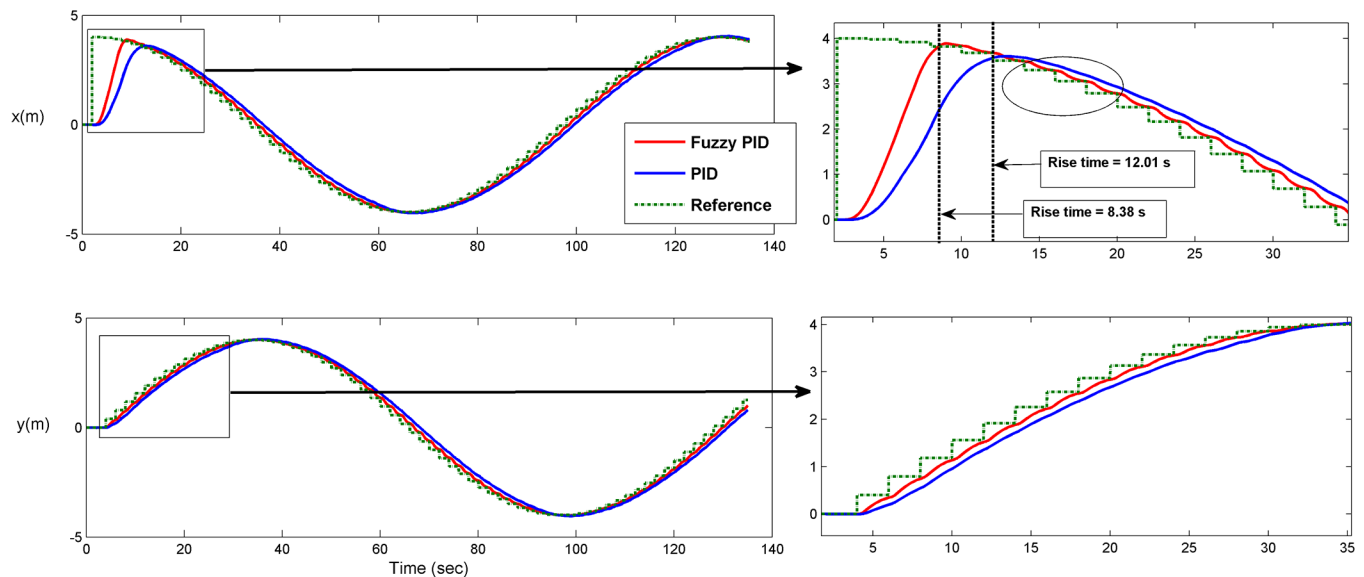 5
0
-5
x(m)
0 20 40 60 80 100 120 140
Fuzzy PID
PID
Reference
4
3
2
1
0
5 10 15 20 25 30
Rise time = 12.01 s
Rise time = 8.38 s
5
0
-5
y(m)
0 20 40 60 80 100 120 140
Time (sec)
4
3
2
1
0
5 10 15 20 25 30 35